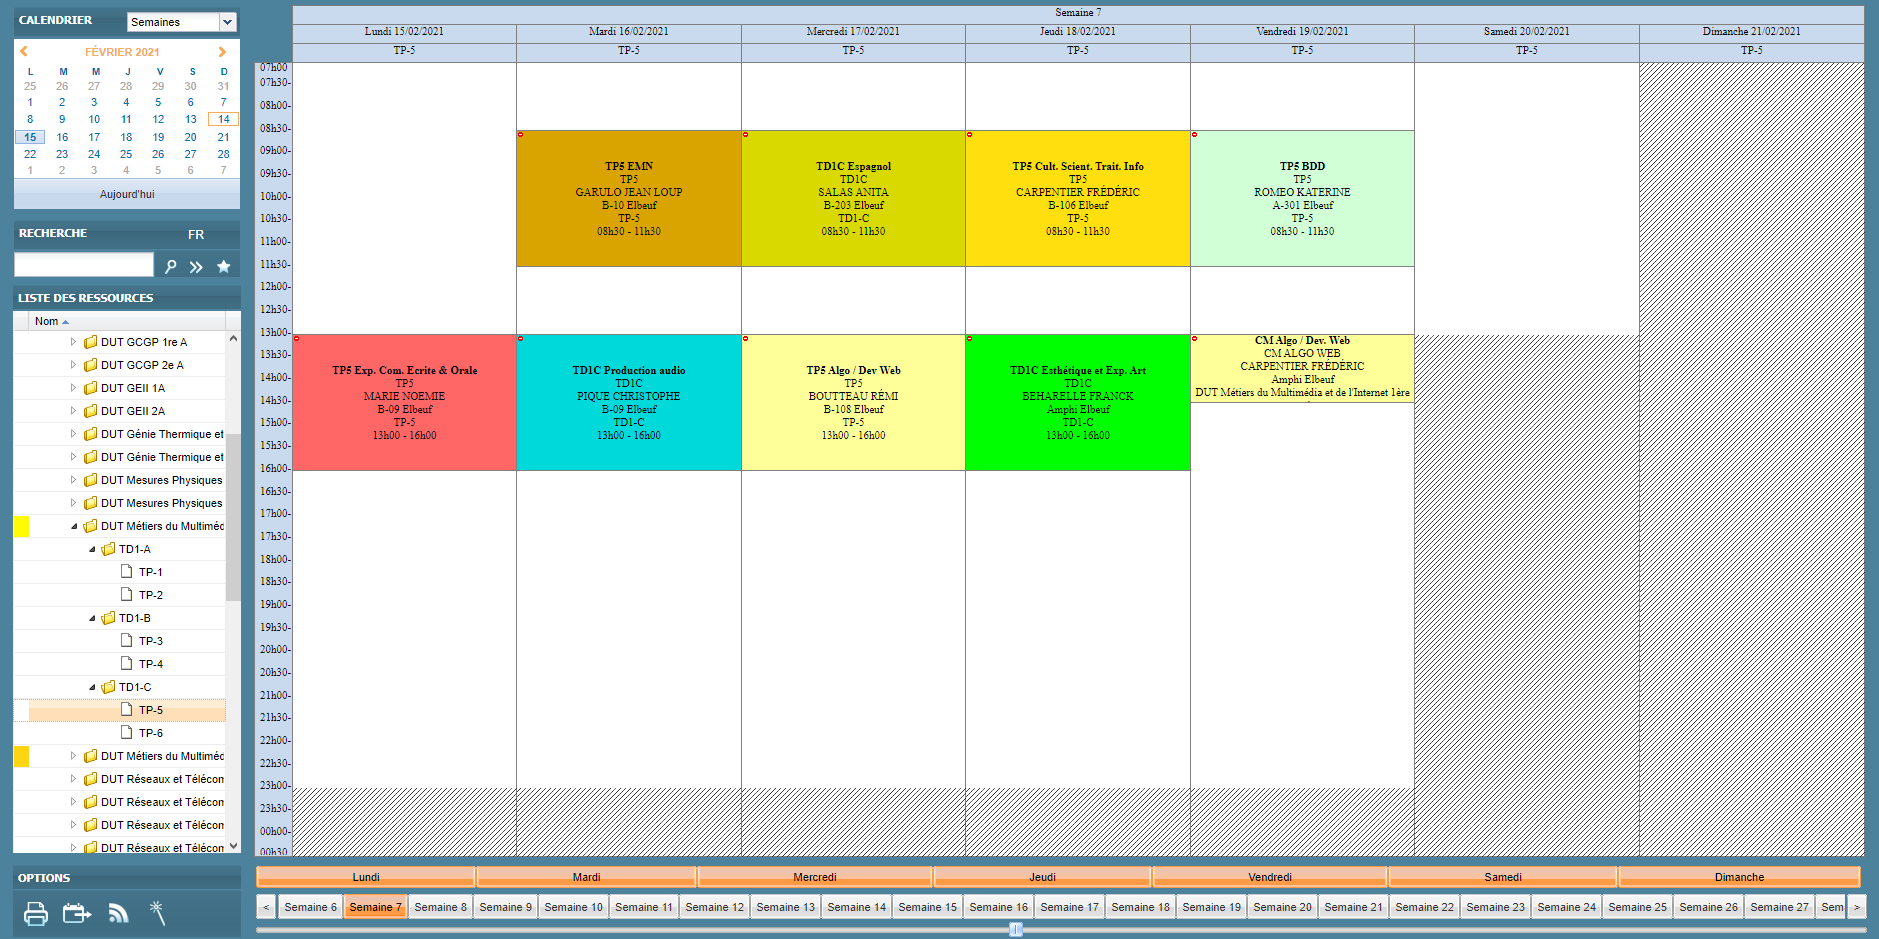 CALENDRIER
Semaines
FÉVRIER 2021
L M M J V S D
25 26 27 28 29 30 31
1 2 3 4 5 6 7
8 9 10 11 12 13 14
15 16 17 18 19 20 21
22 23 24 25 26 27 28
1 2 3 4 5 6 7
Aujourd'hui
RECHERCHE FR
LISTE DES RESSOURCES
Nom
DUT GCGP 1re A
DUT GCGP 2e A
DUT GEII 1A
DUT GEII 2A
DUT Génie Thermique et
DUT Génie Thermique et
DUT Mesures Physiques
DUT Mesures Physiques
DUT Métiers du Multiméd
TD1-A
TP-1
TP-2
TD1-B
TP-3
TP-4
TD1-C
TP-5
TP-6
DUT Métiers du Multiméd
DUT Réseaux et Télécom
DUT Réseaux et Télécom
DUT Réseaux et Télécom
DUT Réseaux et Télécom
OPTIONS
Semaine 7
Lundi 15/02/2021 Mardi 16/02/2021 Mercredi 17/02/2021 Jeudi 18/02/2021 Vendredi 19/02/2021 Samedi 20/02/2021 Dimanche 21/02/2021
TP-5 TP-5 TP-5 TP-5 TP-5 TP-5 TP-5
07h00
07h30-
08h00-
08h30-
09h00-
09h30-
10h00-
10h30-
11h00-
11h30-
12h00-
12h30-
13h00-
13h30-
14h00-
14h30-
15h00-
15h30-
16h00-
16h30-
17h00-
17h30-
18h00-
18h30-
19h00-
19h30-
20h00-
20h30-
21h00-
21h30-
22h00-
22h30-
23h00-
23h30-
00h00-
00h30
TP5 EMN
TP5
GARULO JEAN LOUP
B-10 Elbeuf
TP-5
08h30 - 11h30
TD1C Espagnol
TD1C
SALAS ANITA
B-203 Elbeuf
TD1-C
08h30 - 11h30
TP5 Cult. Scient. Trait. Info
TP5
CARPENTIER FRÉDÉRIC
B-106 Elbeuf
TP-5
08h30 - 11h30
TP5 BDD
TP5
ROMEO KATERINE
A-301 Elbeuf
TP-5
08h30 - 11h30
TP5 Exp. Com. Ecrite & Orale
TP5
MARIE NOEMIE
B-09 Elbeuf
TP-5
13h00 - 16h00
TD1C Production audio
TD1C
PIQUE CHRISTOPHE
B-09 Elbeuf
TD1-C
13h00 - 16h00
TP5 Algo / Dev Web
TP5
BOUTTEAU RÉMI
B-108 Elbeuf
TP-5
13h00 - 16h00
TD1C Esthétique et Exp. Art
TD1C
BEHARELLE FRANCK
Amphi Elbeuf
TD1-C
13h00 - 16h00
CM Algo / Dev. Web
CM ALGO WEB
CARPENTIER FRÉDÉRIC
Amphi Elbeuf
DUT Métiers du Multimédia et de l'Internet 1ère
Lundi Mardi Mercredi Jeudi Vendredi Samedi Dimanche
< Semaine 6 Semaine 7 Semaine 8 Semaine 9 Semaine 10 Semaine 11 Semaine 12 Semaine 13 Semaine 14 Semaine 15 Semaine 16 Semaine 17 Semaine 18 Semaine 19 Semaine 20 Semaine 21 Semaine 22 Semaine 23 Semaine 24 Semaine 25 Semaine 26 Semaine 27 Sem >